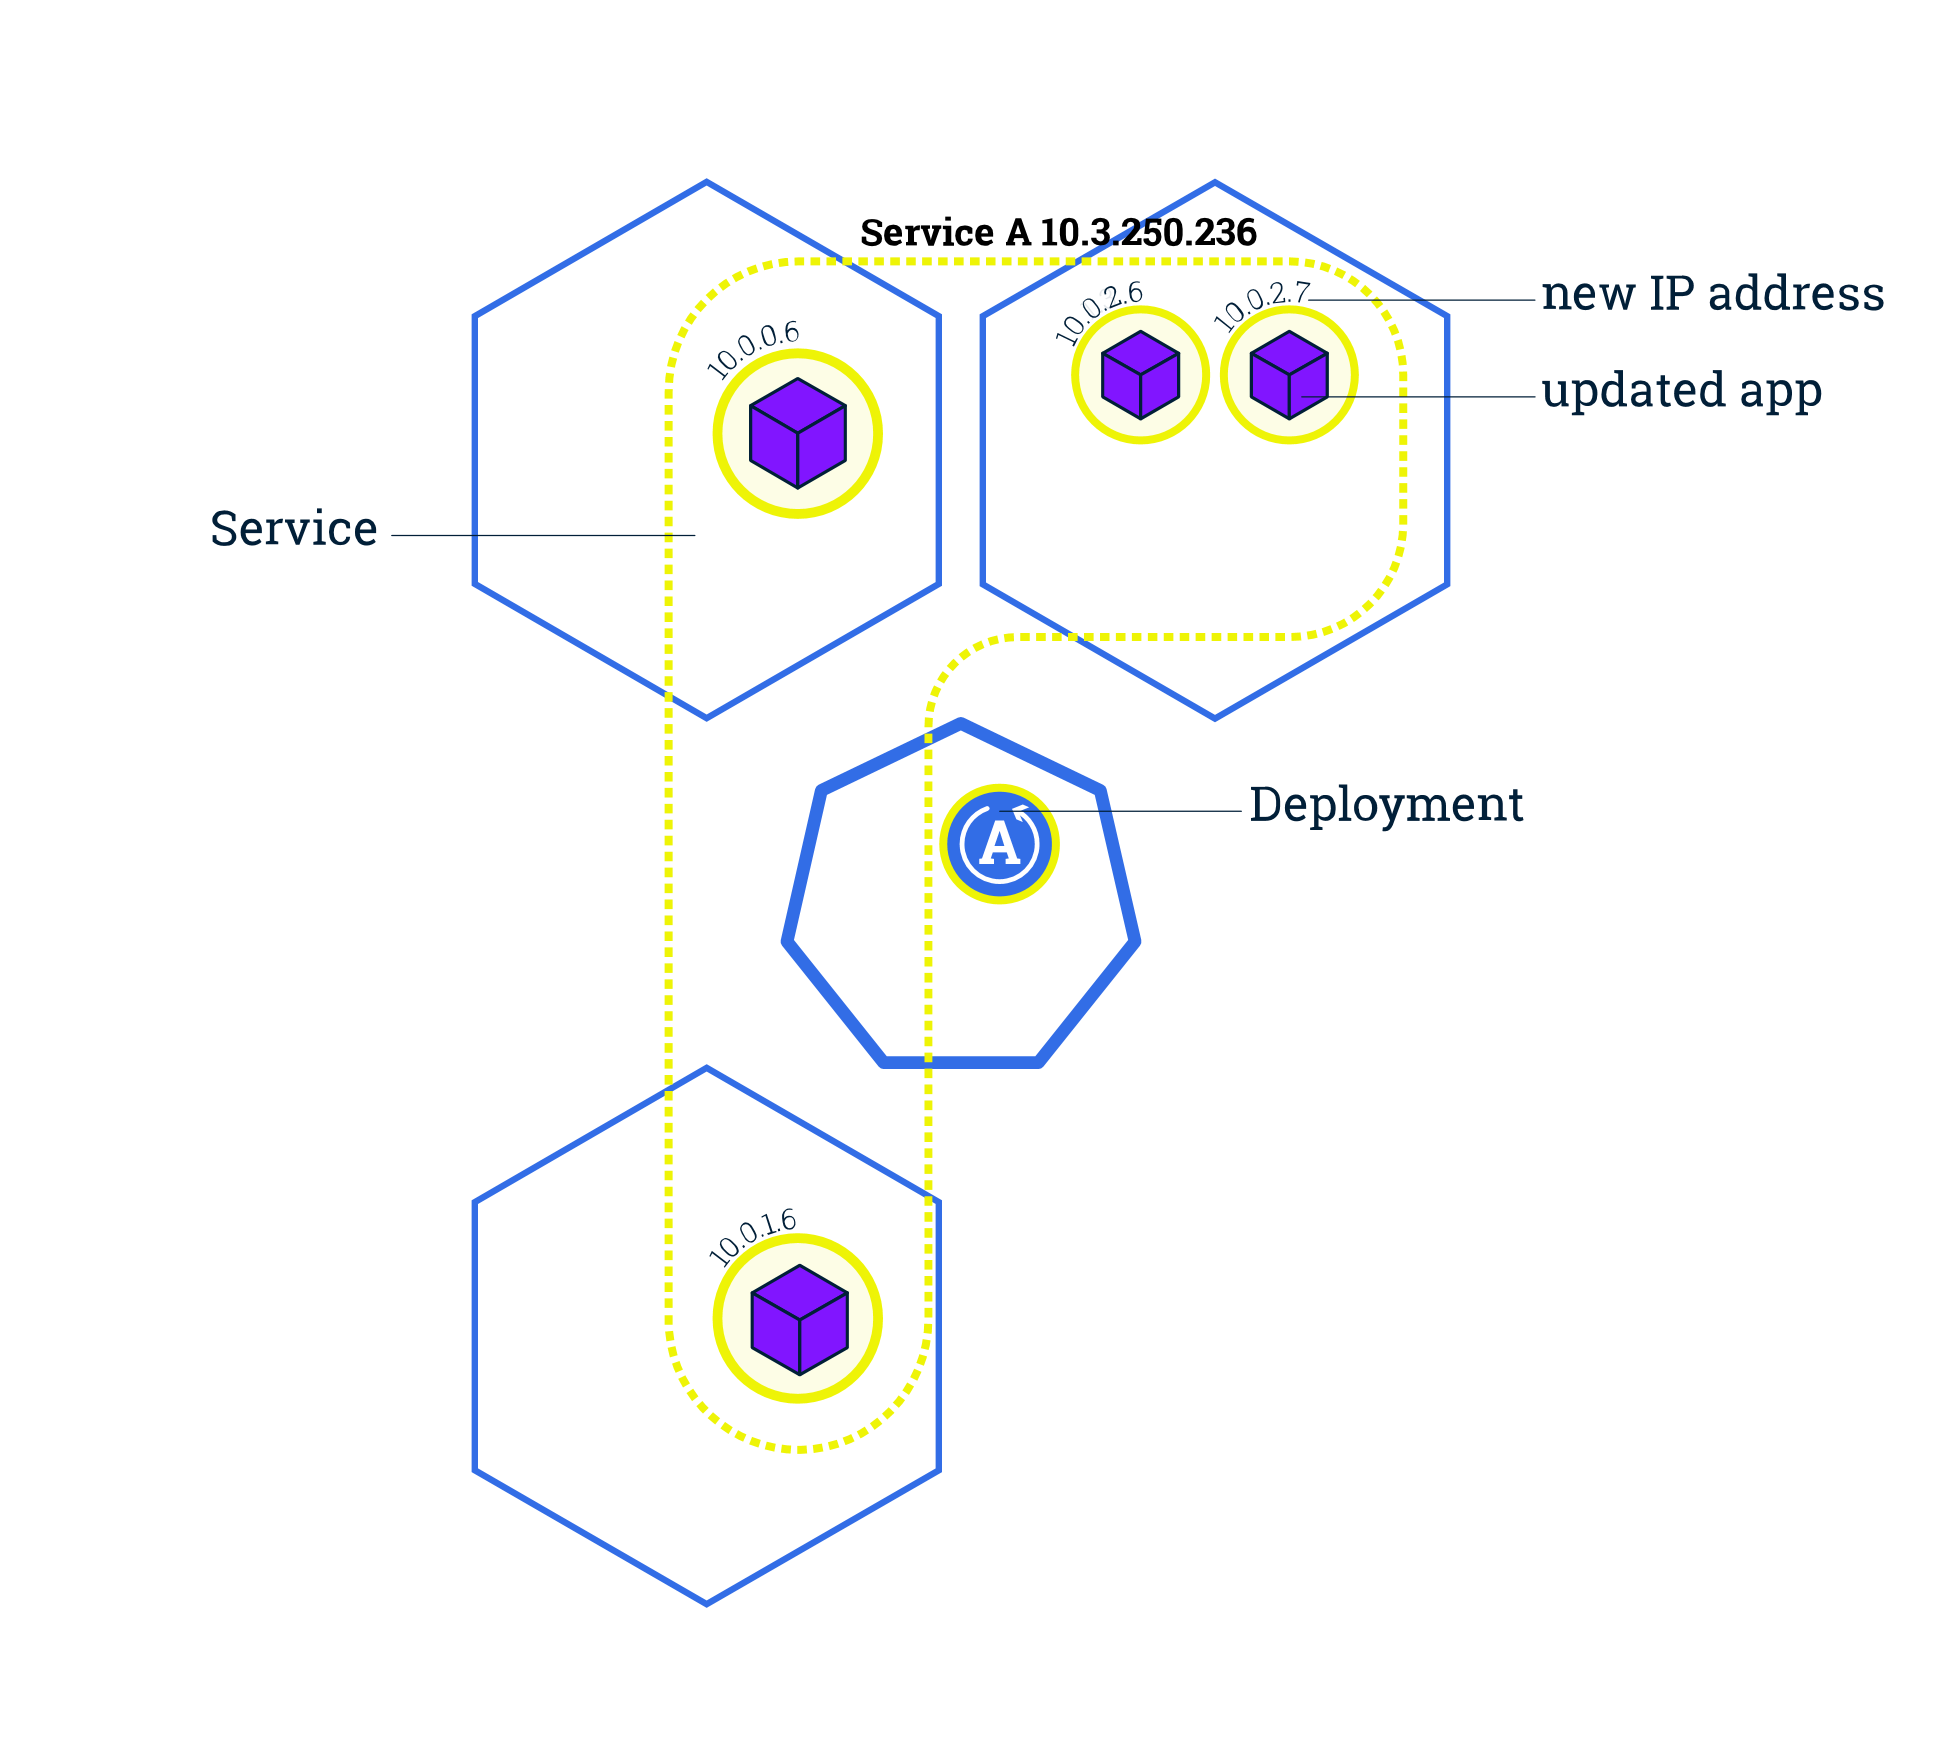 Service A 10.3.250.236
10.0.0.6
10.0.2.6
10.0.2.7
new IP address
updated app
Service
Deployment
A
10.0.1.6